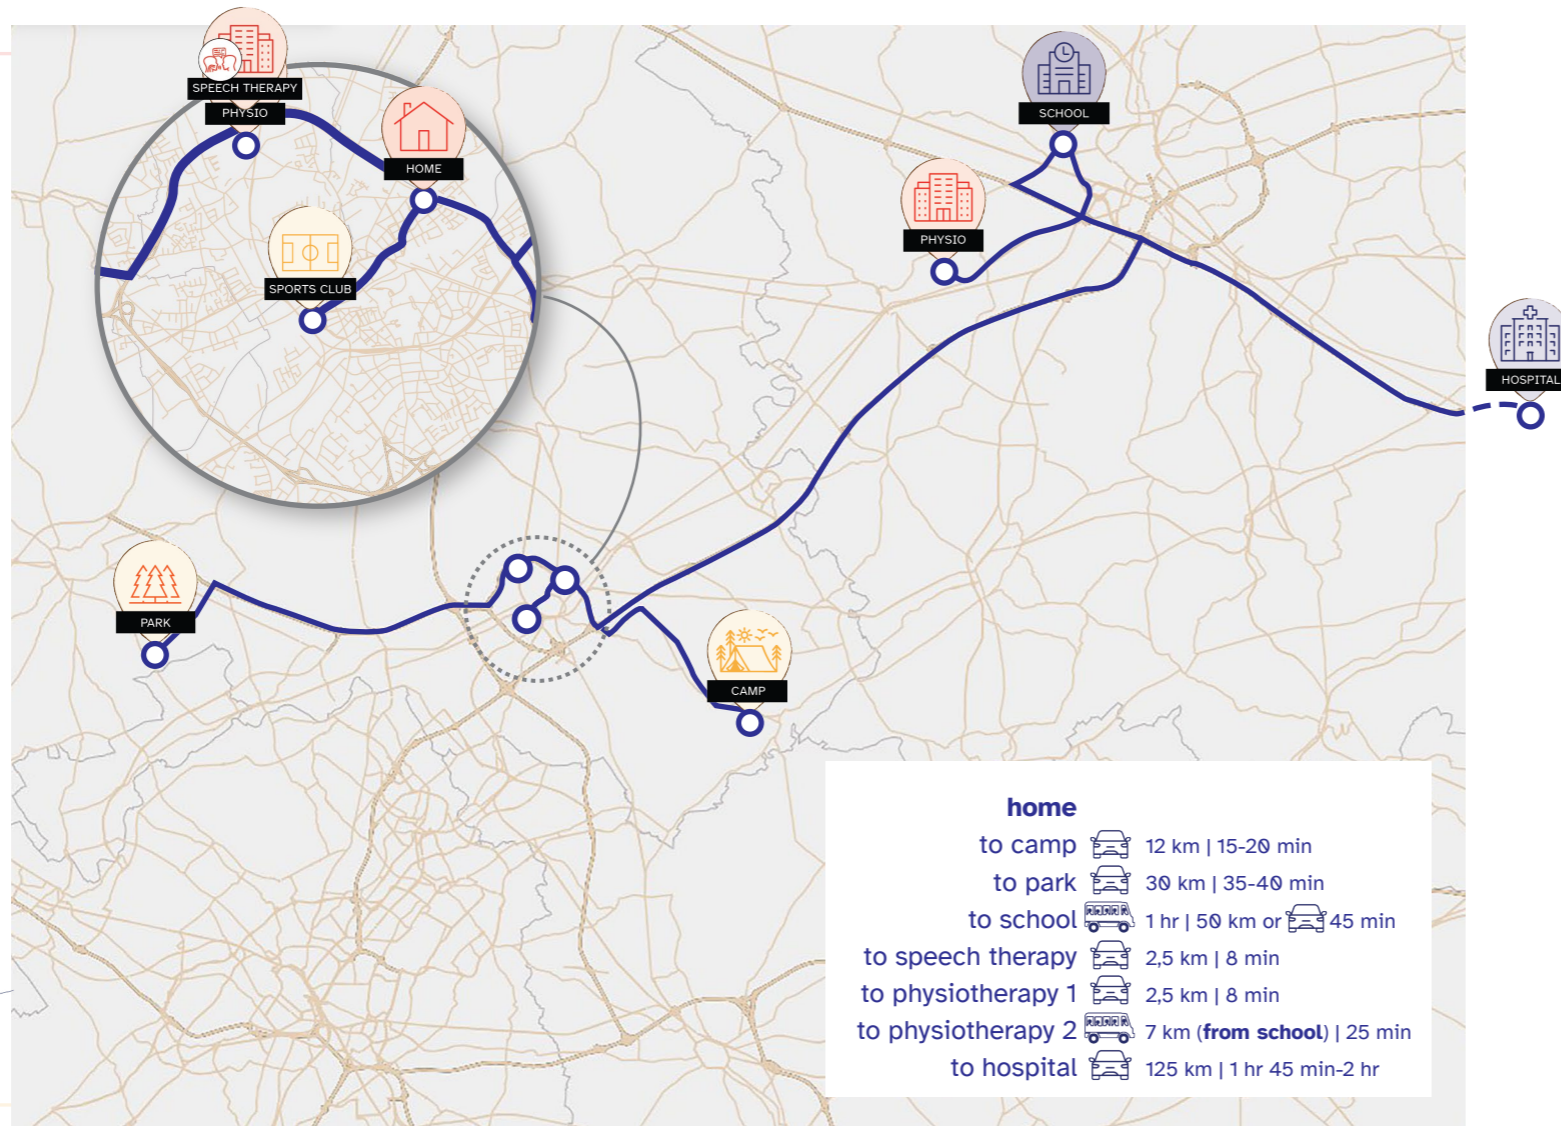 SPEECH THERAPY
PHYSIO
HOME
SPORTS CLUB
SCHOOL
PHYSIO
HOSPITAL
PARK
CAMP
home
to camp 12 km | 15-20 min
to park 30 km | 35-40 min
to school 1 hr | 50 km or 45 min
to speech therapy 2,5 km | 8 min
to physiotherapy 1 2,5 km | 8 min
to physiotherapy 2 7 km (from school) | 25 min
to hospital 125 km | 1 hr 45 min-2 hr